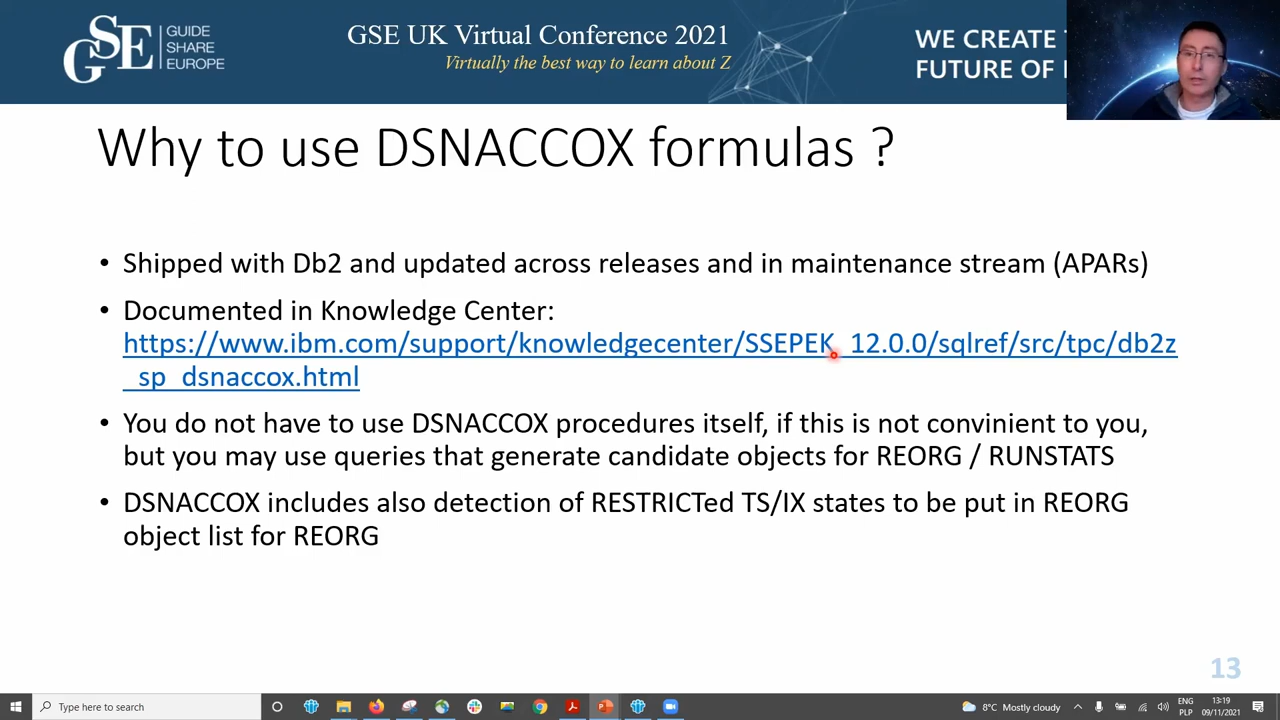 GSE
GUIDE
SHARE
EUROPE
GSE UK Virtual Conference 2021
Virtually the best way to learn about Z
WE CREATE
FUTURE OF
Why to use DSNACCOX formulas ?
• Shipped with Db2 and updated across releases and in maintenance stream (APARs)
• Documented in Knowledge Center:
https://www.ibm.com/support/knowledgecenter/SSEPEK_12.0.0/sqlref/src/tpc/db2z
_sp_dsnaccox.html
• You do not have to use DSNACCOX procedures itself, if this is not convinient to you,
but you may use queries that generate candidate objects for REORG / RUNSTATS
• DSNACCOX includes also detection of RESTRICTed TS/IX states to be put in REORG
object list for REORG
13
Type here to search
8°C Mostly cloudy
ENG
PLP
13:19
09/11/2021